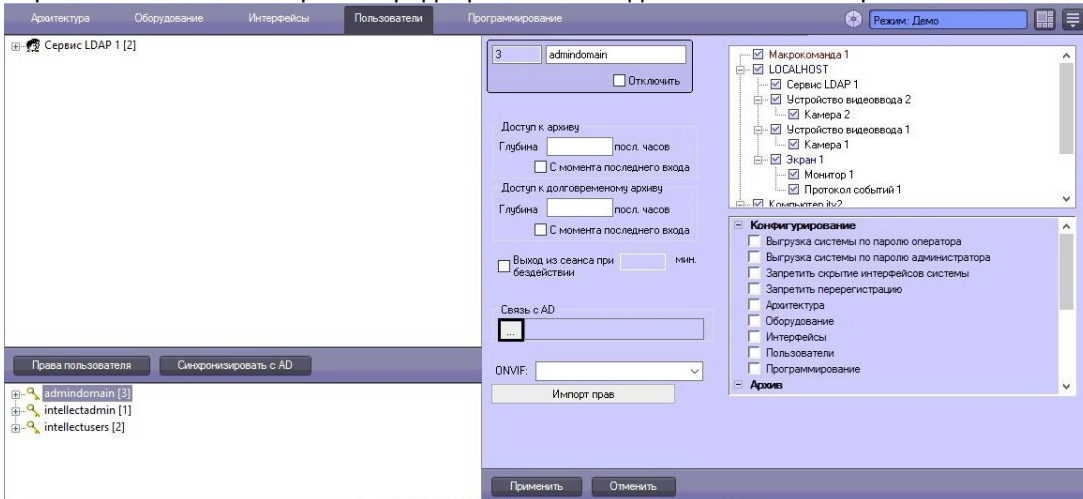 Архитектура Оборудование Интерфейсы Пользователи Программирование Режим: Демо
Сервис LDAP 1 [2]
Права пользователя Синхронизировать с AD
admindomain [3]
intellectadmin [1]
intellectusers [2]
3 admindomain
Отключить
Доступ к архиву
Глубина посл. часов
С момента последнего входа
Доступ к долговременому архиву
Глубина посл. часов
С момента последнего входа
Выход из сеанса при мин.
бездействии
Связь с AD
...
ONVIF:
Импорт прав
Применить Отменить
Макрокоманда 1
LOCALHOST
Сервис LDAP 1
Устройство видеоввода 2
Камера 2
Устройство видеоввода 1
Камера 1
Экран 1
Монитор 1
Протокол событий 1
Компьютер itv2
Конфигурирование
Выгрузка системы по паролю оператора
Выгрузка системы по паролю администратора
Запретить скрытие интерфейсов системы
Запретить перерегистрацию
Архитектура
Оборудование
Интерфейсы
Пользователи
Программирование
Архив